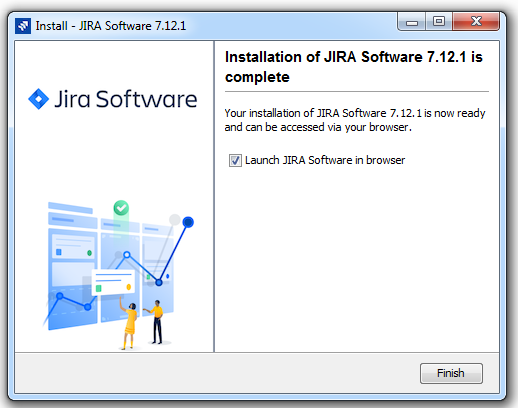 Install - JIRA Software 7.12.1
Jira Software
Installation of JIRA Software 7.12.1 is
complete
Your installation of JIRA Software 7.12.1 is now ready
and can be accessed via your browser.
Launch JIRA Software in browser
Finish